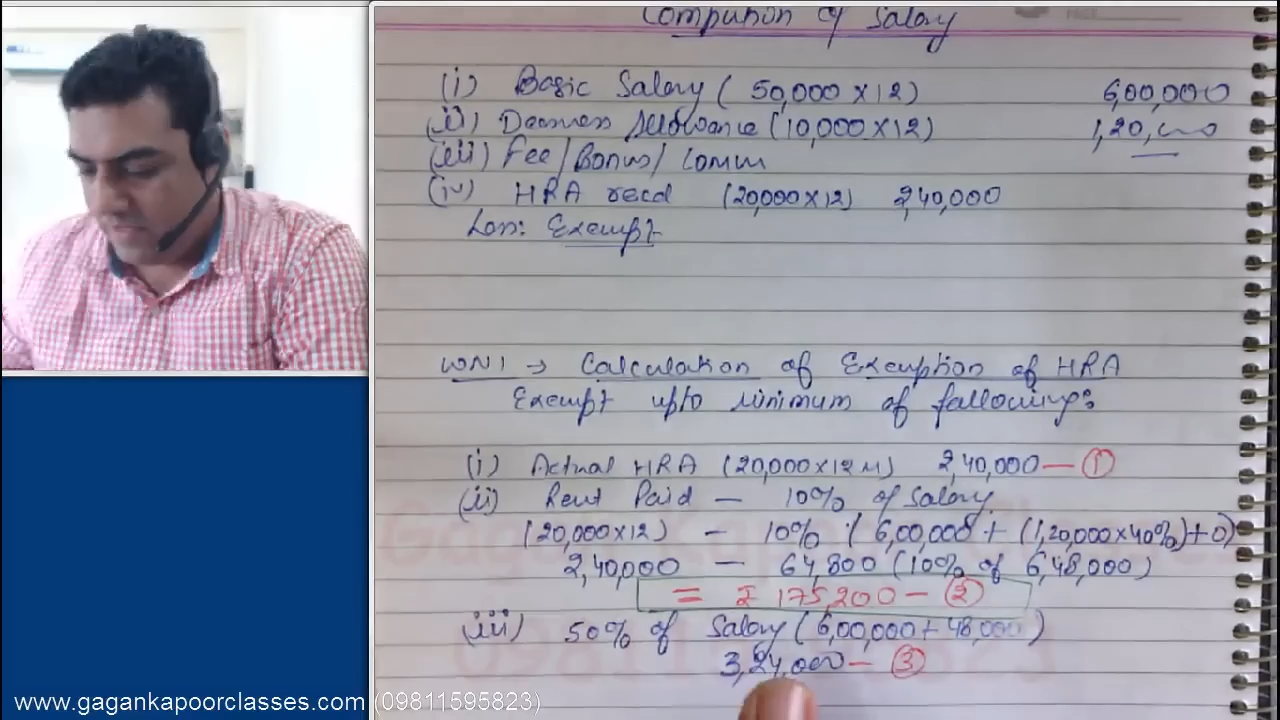 Compution of Salary
(i) Basic Salary ( 50,000 X 12 ) 6,00,000
(ii) Dearness Allowance ( 10,000 X 12 ) 1,20,000
(iii) Fee / Bonus / Comm
(iv) HRA recd (20,000 X 12) 2,40,000
Less: Exempt
WN1 → Calculation of Exemption of HRA
Exempt upto minimum of following:
(i) Actual HRA (20,000 X 12 M) 2,40,000 — 1
(ii) Rent Paid — 10% of Salary
(20,000 X 12) — 10% ( 6,00,000 + (1,20,000 X 40%) + 0)
2,40,000 — 64,800 (10% of 6,48,000)
= ₹ 175,200 — 2
(iii) 50% of Salary ( 6,00,000 + 48,000 )
3,24,000 — 3
www.gagankapoorclasses.com (09811595823)